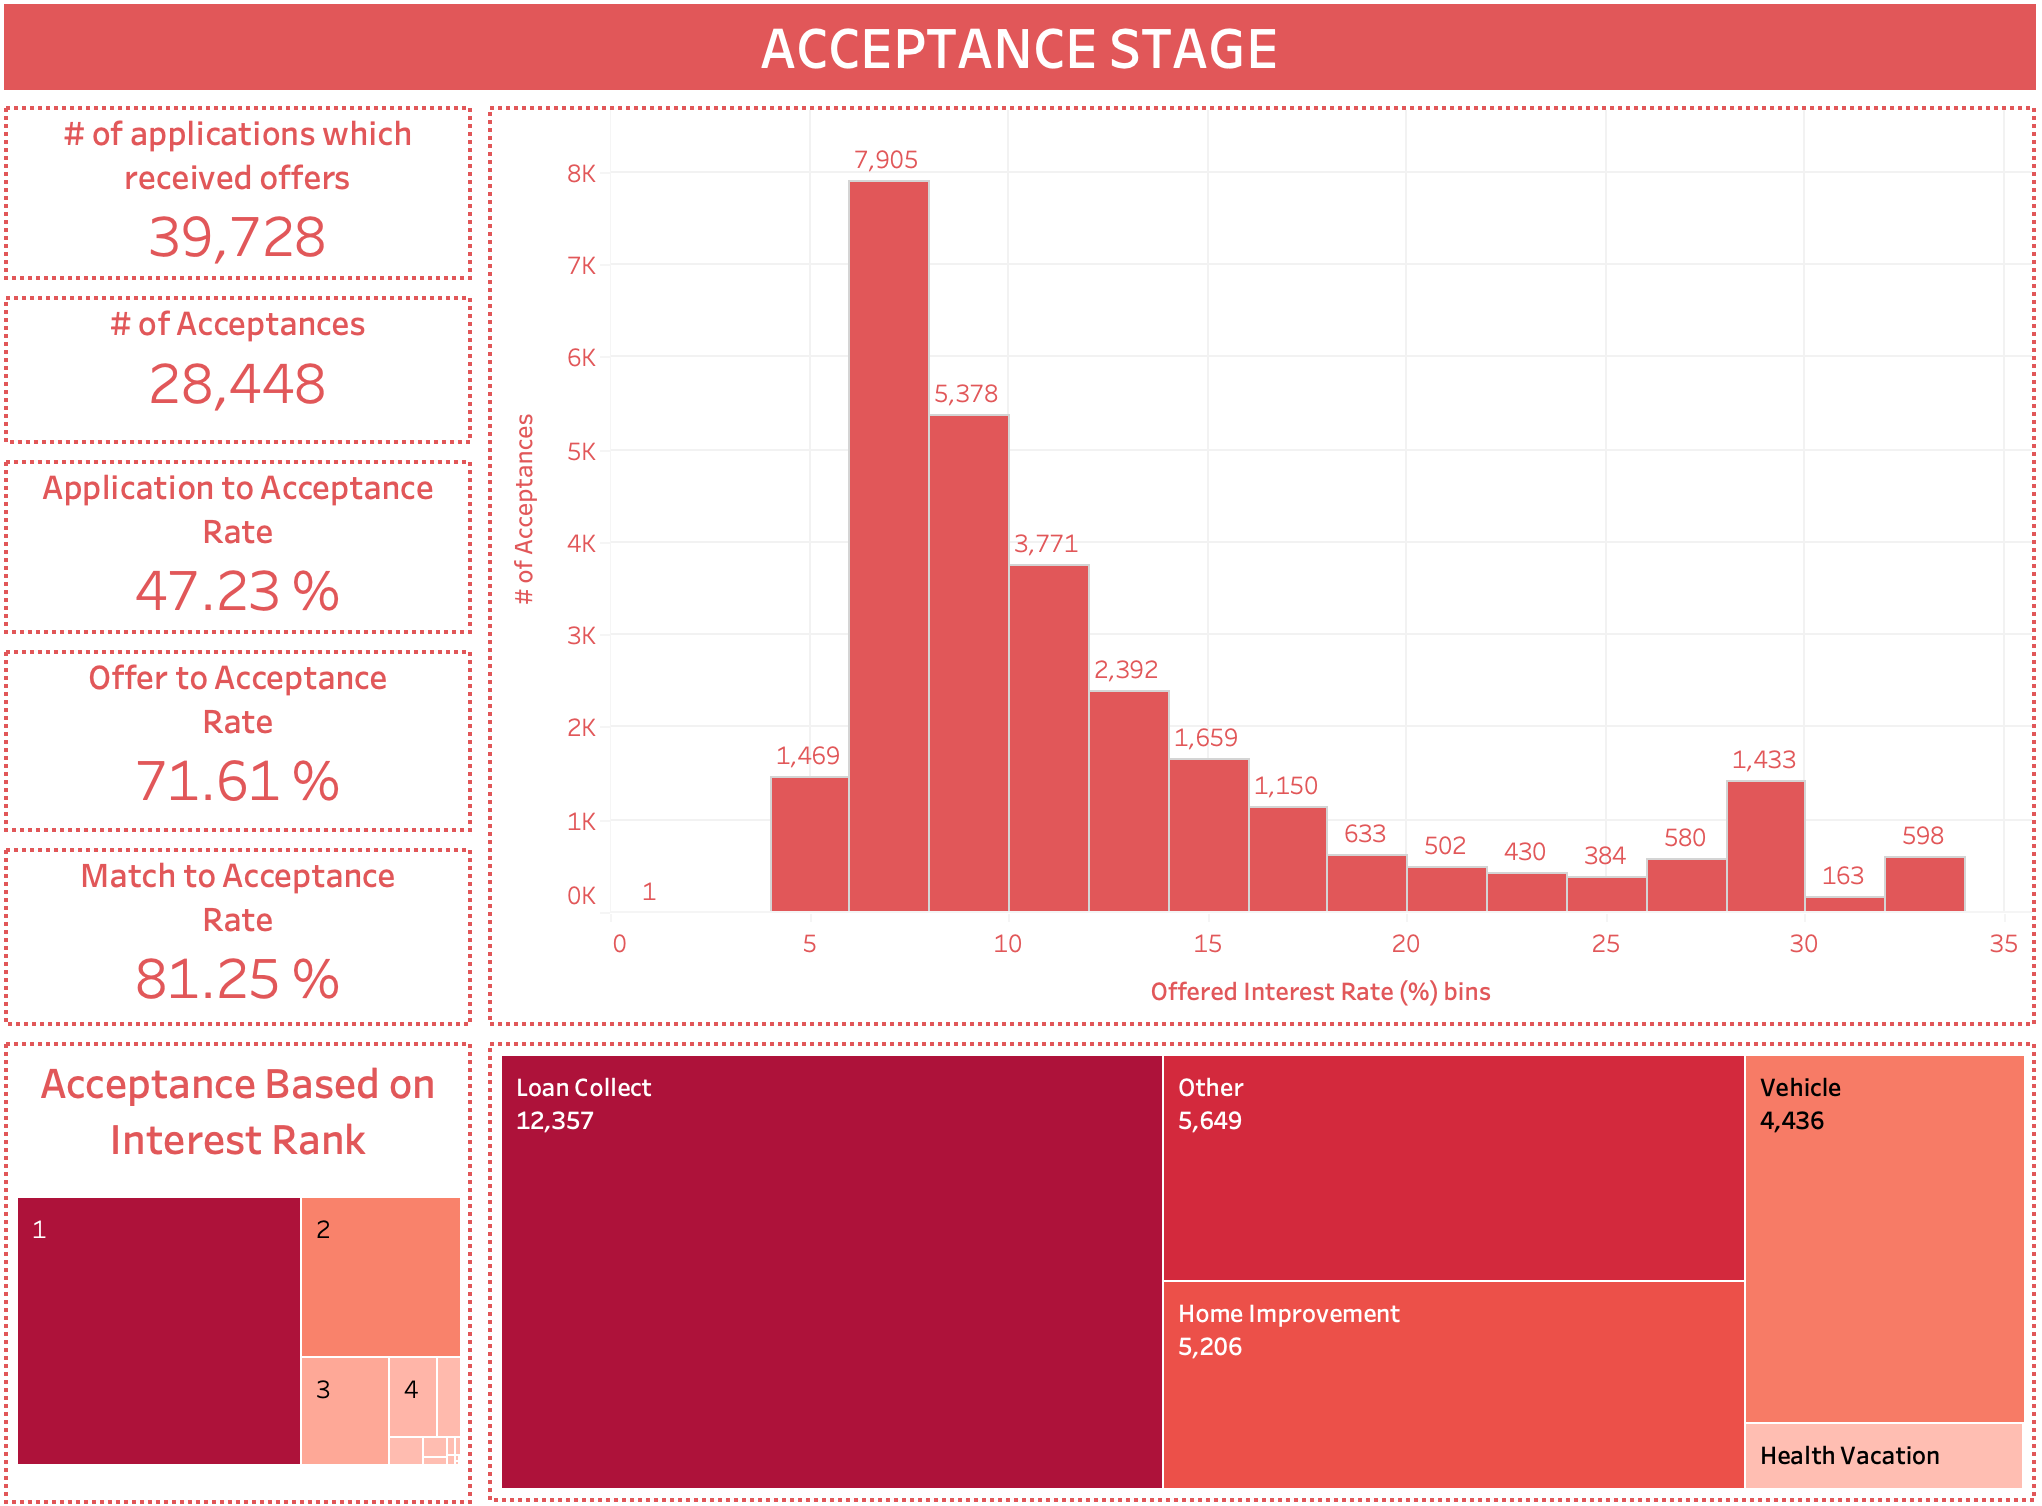 ACCEPTANCE STAGE
# of applications which
received offers
39,728
# of Acceptances
28,448
Application to Acceptance
Rate
47.23 %
Offer to Acceptance
Rate
71.61 %
Match to Acceptance
Rate
81.25 %
# of Acceptances
8K
7K
6K
5K
4K
3K
2K
1K
0K
1
1,469
7,905
5,378
3,771
2,392
1,659
1,150
633
502
430
384
580
1,433
163
598
0
5
10
15
20
25
30
35
Offered Interest Rate (%) bins
Acceptance Based on
Interest Rank
1
2
3
4
Loan Collect
12,357
Other
5,649
Home Improvement
5,206
Vehicle
4,436
Health Vacation